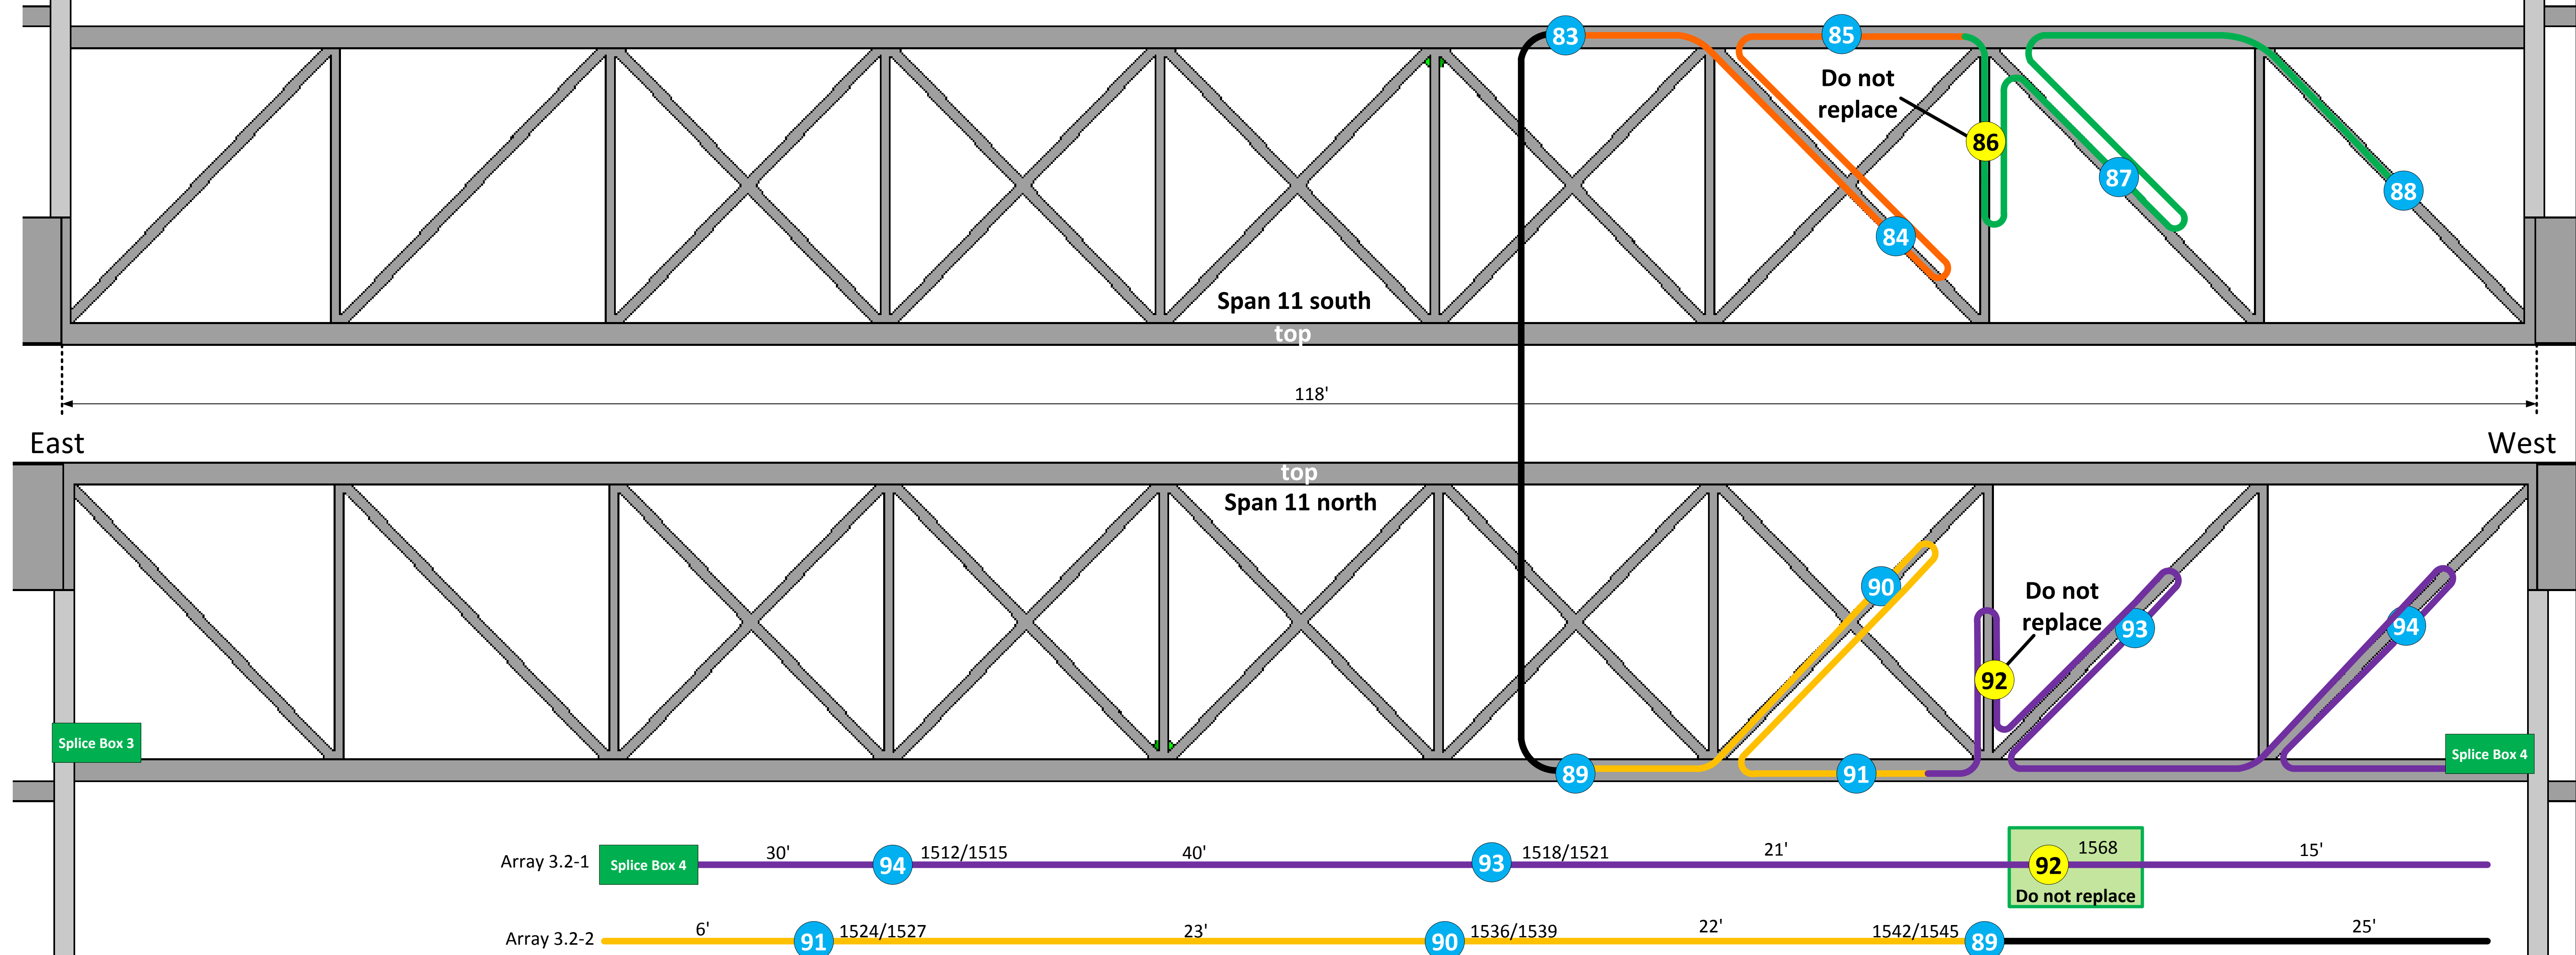 83
85
Do not
replace
86
87
88
84
Span 11 south
top
118'
East
West
top
Span 11 north
90
Do not
replace
93
94
92
Splice Box 3
Splice Box 4
89
91
Array 3.2-1
Splice Box 4
30'
94
1512/1515
40'
93
1518/1521
21'
92
1568
Do not replace
15'
Array 3.2-2
6'
91
1524/1527
23'
90
1536/1539
22'
1542/1545
89
25'